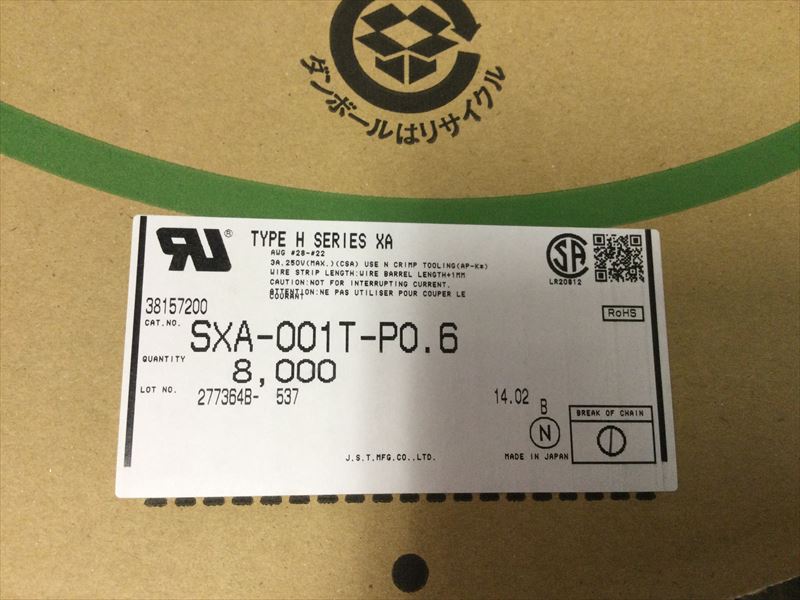 ダンボールはリサイクル
RU ®
TYPE H SERIES XA
AWG #28-#22
3A,250V(MAX.)(CSA) USE N CRIMP TOOLING(AP-K※)
WIRE STRIP LENGTH:WIRE BARREL LENGTH+1MM
CAUTION:NOT FOR INTERRUPTING CURRENT.
ATTENTION:NE PAS UTILISER POUR COUPER LE
COURANT
SA
LR20812
RoHS
38157200
CAT.NO. SXA-001T-P0.6
QUANTITY 8,000
LOT NO. 277364B- 537
14.02
B
N
MADE IN JAPAN
BREAK OF CHAIN
J.S.T.MFG.CO.,LTD.